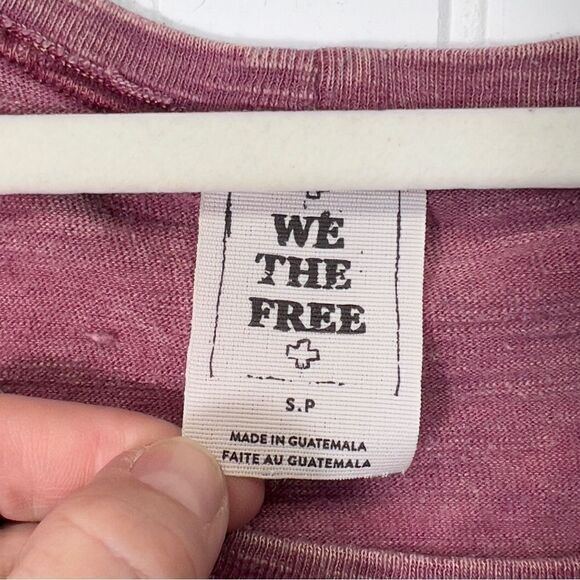 WE
THE
FREE
S.P
MADE IN GUATEMALA
FAITE AU GUATEMALA